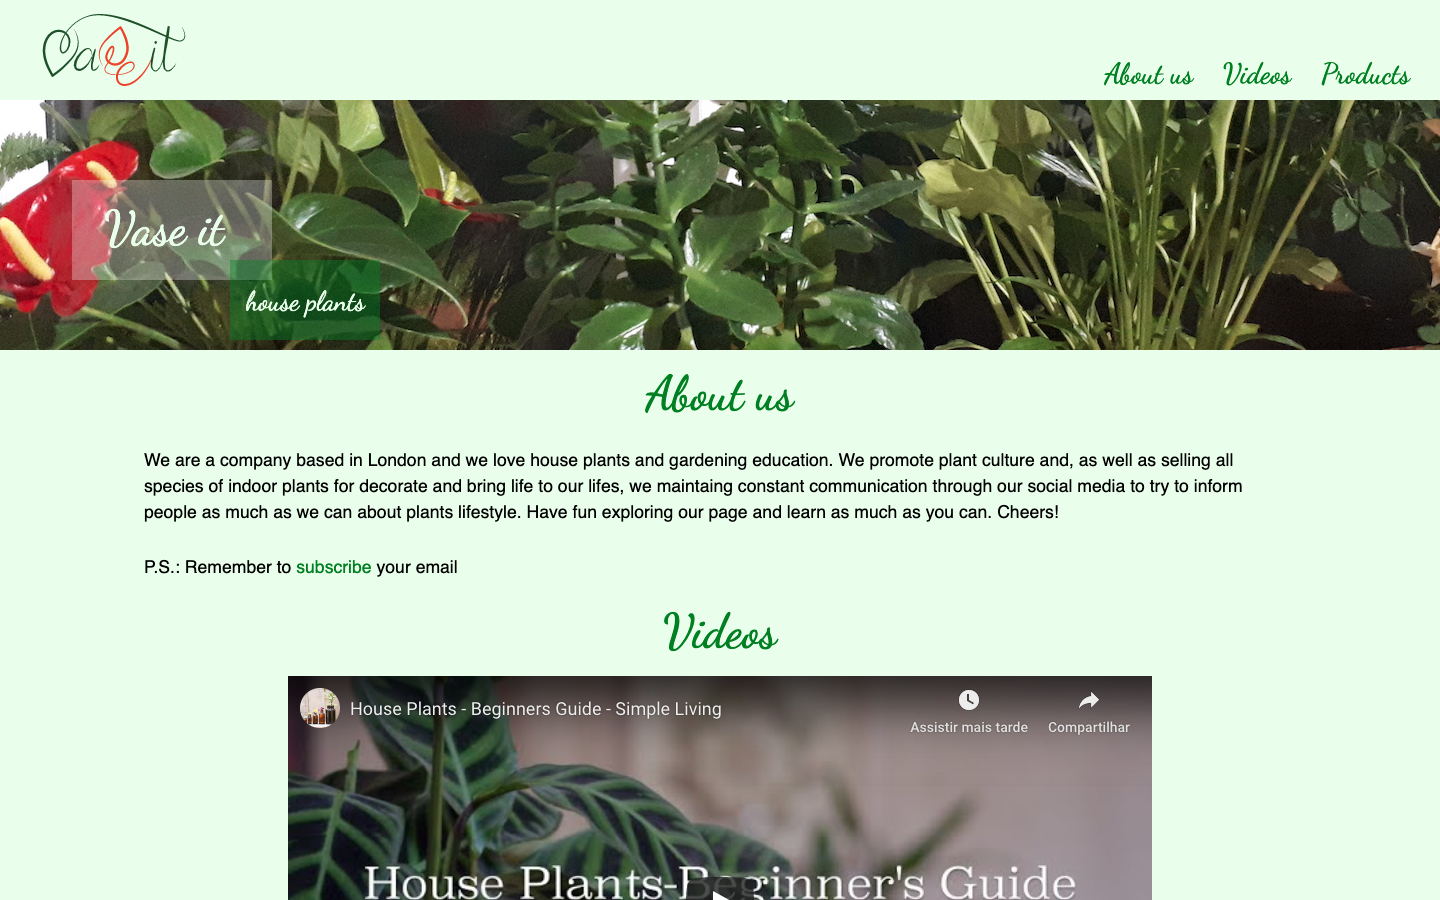 Vase it
About us Videos Products
Vase it
house plants
About us
We are a company based in London and we love house plants and gardening education. We promote plant culture and, as well as selling all
species of indoor plants for decorate and bring life to our lifes, we maintaing constant communication through our social media to try to inform
people as much as we can about plants lifestyle. Have fun exploring our page and learn as much as you can. Cheers!
P.S.: Remember to subscribe your email
Videos
House Plants - Beginners Guide - Simple Living
Assistir mais tarde Compartilhar
House Plants-Beginner's Guide